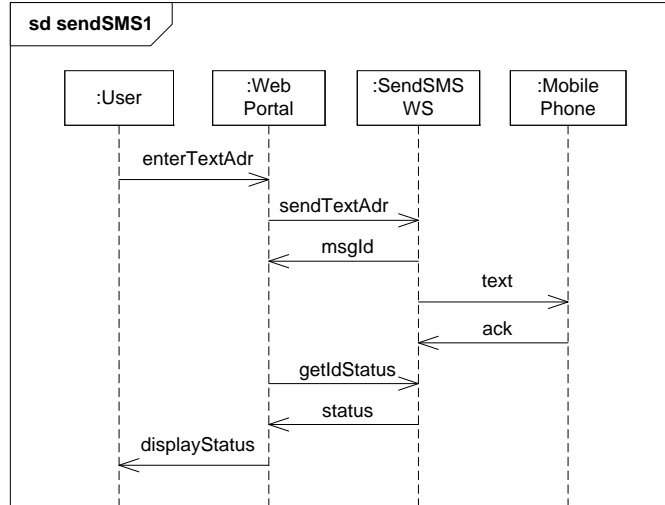 sd sendSMS1
:User
:Web
Portal
:SendSMS
WS
:Mobile
Phone
enterTextAdr
sendTextAdr
msgId
text
ack
getIdStatus
status
displayStatus